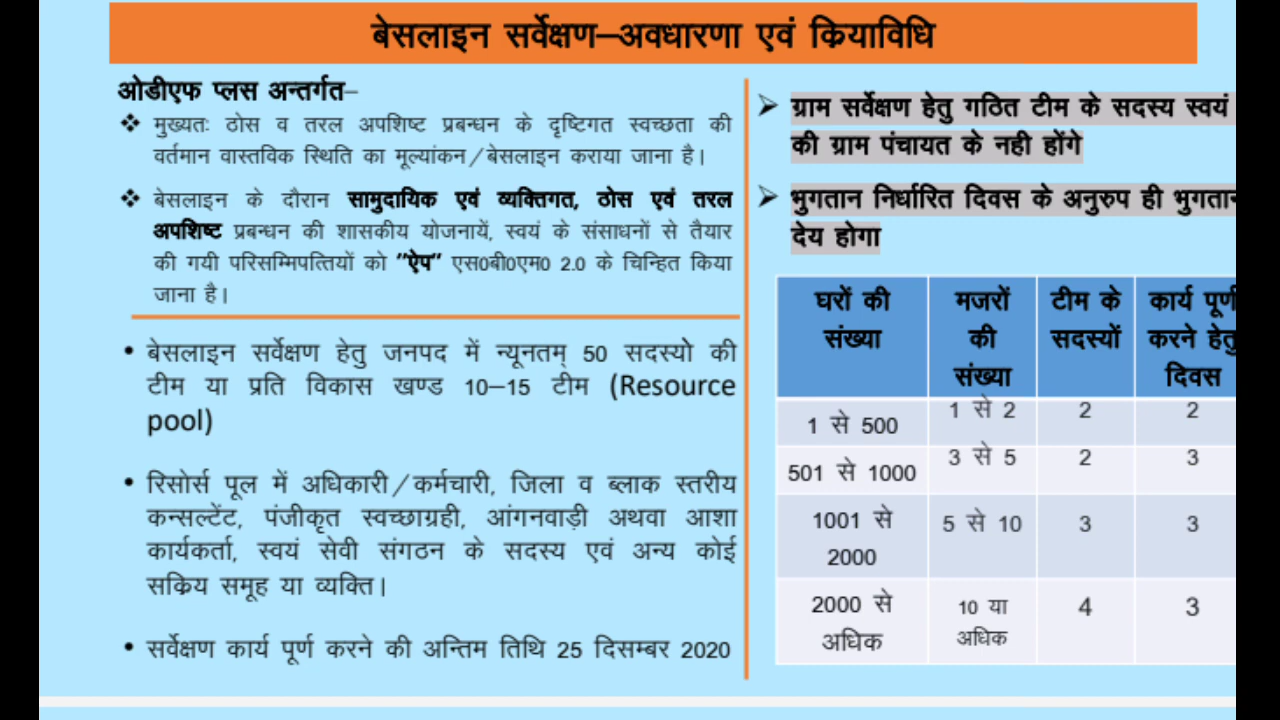 बेसलाइन सर्वेक्षण–अवधारणा एवं कियाविधि
ओडीएफ प्लस अन्तर्गत–
❖ मुख्यतः ठोस व तरल अपशिष्ट प्रबन्धन के दृष्टिगत स्वच्छता की
वर्तमान वास्तविक स्थिति का मूल्यांकन/बेसलाइन कराया जाना है।
❖ बेसलाइन के दौरान सामुदायिक एवं व्यक्तिगत, ठोस एवं तरल
अपशिष्ट प्रबन्धन की शासकीय योजनायें, स्वयं के संसाधनों से तैयार
की गयी परिसम्मिपत्तियों को "ऐप" एस0बी0एम0 2.0 के चिन्हित किया
जाना है।
• बेसलाइन सर्वेक्षण हेतु जनपद में न्यूनतम् 50 सदस्यो की
टीम या प्रति विकास खण्ड 10–15 टीम (Resource
pool)
• रिसोर्स पूल में अधिकारी/कर्मचारी, जिला व ब्लाक स्तरीय
कन्सल्टेंट, पंजीकृत स्वच्छाग्रही, आंगनवाड़ी अथवा आशा
कार्यकर्ता, स्वयं सेवी संगठन के सदस्य एवं अन्य कोई
सकिय समूह या व्यक्ति।
• सर्वेक्षण कार्य पूर्ण करने की अन्तिम तिथि 25 दिसम्बर 2020
➢ ग्राम सर्वेक्षण हेतु गठित टीम के सदस्य स्वयं
की ग्राम पंचायत के नही होंगे
➢ भुगतान निर्धारित दिवस के अनुरुप ही भुगतान
देय होगा
घरों की मजरों टीम के कार्य पूर्ण
संख्या की सदस्यों करने हेतु
संख्या दिवस
1 से 500 1 से 2 2 2
501 से 1000 3 से 5 2 3
1001 से 5 से 10 3 3
2000
2000 से 10 या 4 3
अधिक अधिक